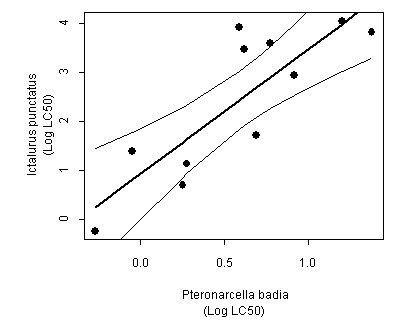 Ictalurus punctatus
(Log LC50)
4
3
2
1
0
0.0 0.5 1.0
Pteronarcella badia
(Log LC50)